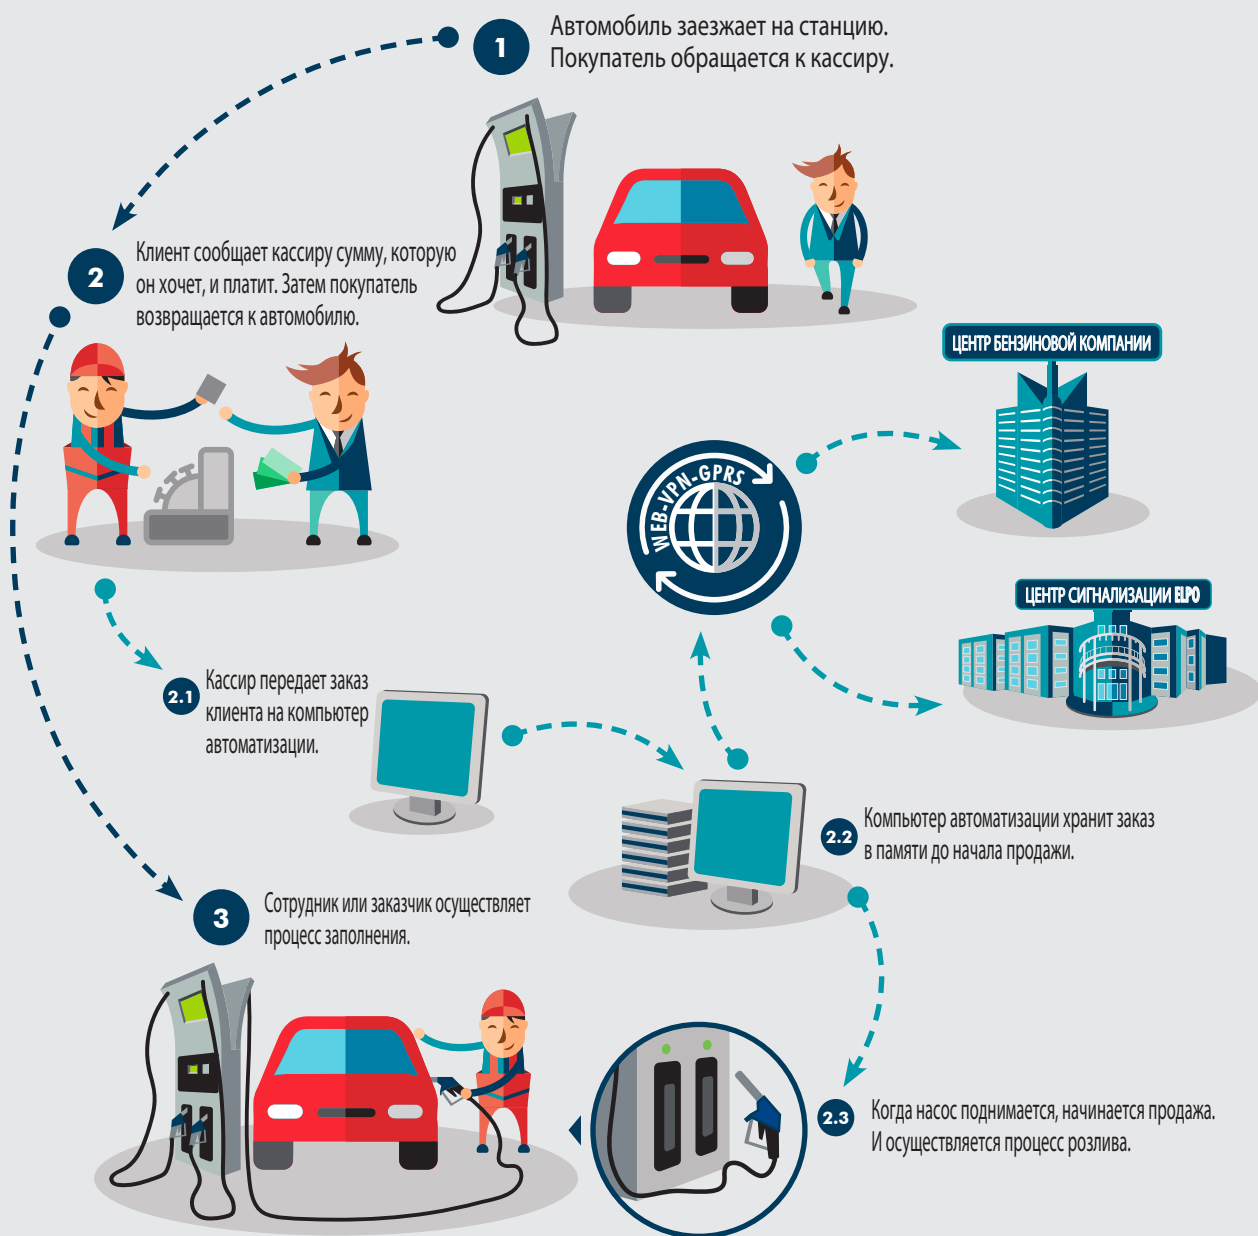 1
Автомобиль заезжает на станцию.
Покупатель обращается к кассиру.
2
Клиент сообщает кассиру сумму, которую
он хочет, и платит. Затем покупатель
возвращается к автомобилю.
ЦЕНТР БЕНЗИНОВОЙ КОМПАНИИ
WEB-VPN-GPRS
ЦЕНТР СИГНАЛИЗАЦИИ ELPO
2.1
Кассир передает заказ
клиента на компьютер
автоматизации.
2.2
Компьютер автоматизации хранит заказ
в памяти до начала продажи.
3
Сотрудник или заказчик осуществляет
процесс заполнения.
2.3
Когда насос поднимается, начинается продажа.
И осуществляется процесс розлива.